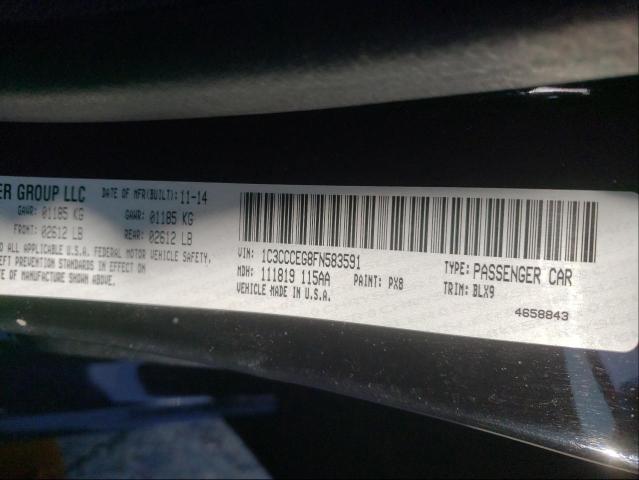 ER GROUP LLC
DATE OF MFR(BUILT): 11-14
GAWR: 01185 KG
GAWR: 01185 KG
FRONT: 02612 LB
REAR: 02612 LB
O ALL APPLICABLE U.S.A. FEDERAL MOTOR VEHICLE SAFETY,
EFT PREVENTION STANDARDS IN EFFECT ON
TE OF MANUFACTURE SHOWN ABOVE.
VIN: 1C3CCCEG8FN583591
MDH: 111819 115AA
PAINT: PX8
VEHICLE MADE IN U.S.A.
TYPE: PASSENGER CAR
TRIM: BLX9
4658843